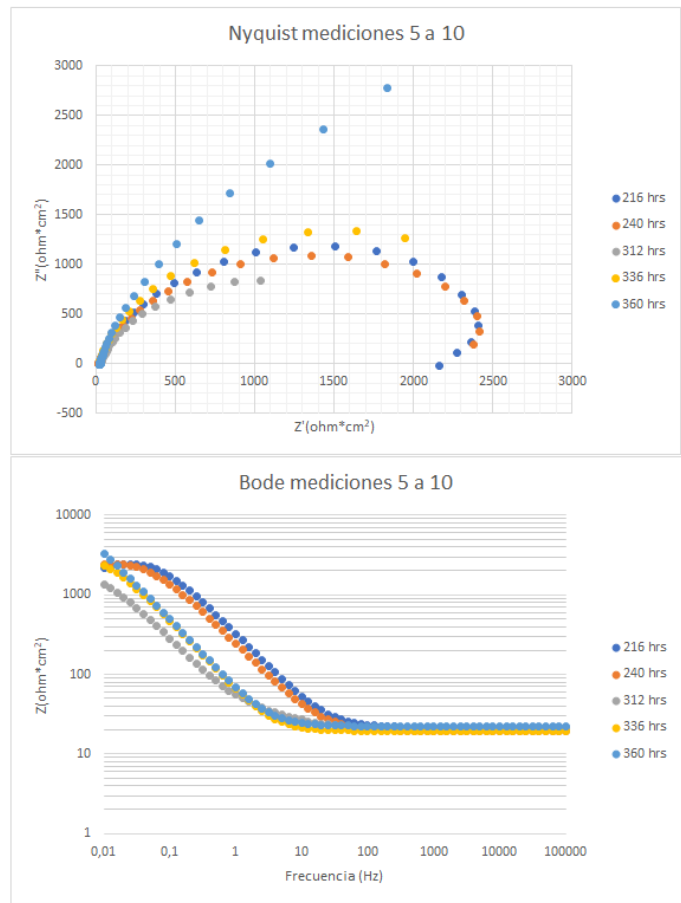 Nyquist mediciones 5 a 10
3000
2500
2000
1500
1000
500
0
-500
0 500 1000 1500 2000 2500 3000
Z"(ohm*cm²)
Z'(ohm*cm²)
216 hrs
240 hrs
312 hrs
336 hrs
360 hrs
Bode mediciones 5 a 10
10000
1000
100
10
1
0,01 0,1 1 10 100 1000 10000 100000
Z(ohm*cm²)
Frecuencia (Hz)
216 hrs
240 hrs
312 hrs
336 hrs
360 hrs